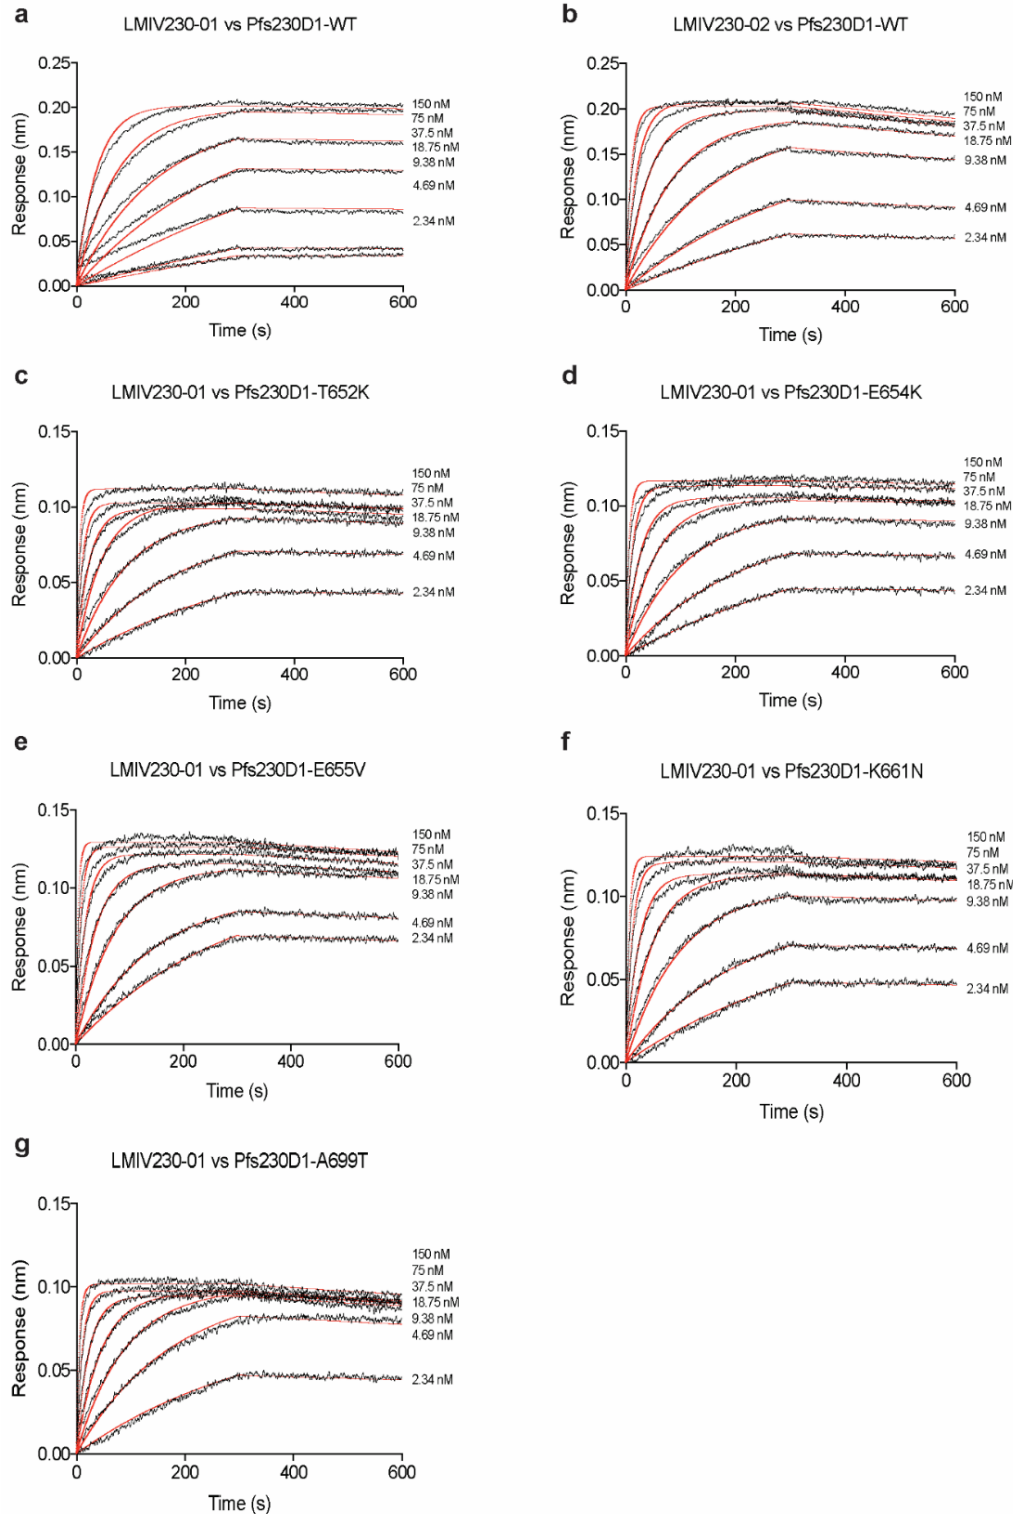 a
LMIV230-01 vs Pfs230D1-WT
Response (nm)
0.25
0.20
0.15
0.10
0.05
0.00
0 200 400 600
Time (s)
150 nM
75 nM
37.5 nM
18.75 nM
9.38 nM
4.69 nM
2.34 nM
b
LMIV230-02 vs Pfs230D1-WT
Response (nm)
0.25
0.20
0.15
0.10
0.05
0.00
0 200 400 600
Time (s)
150 nM
75 nM
37.5 nM
18.75 nM
9.38 nM
4.69 nM
2.34 nM
c
LMIV230-01 vs Pfs230D1-T652K
Response (nm)
0.15
0.10
0.05
0.00
0 200 400 600
Time (s)
150 nM
75 nM
37.5 nM
18.75 nM
9.38 nM
4.69 nM
2.34 nM
d
LMIV230-01 vs Pfs230D1-E654K
Response (nm)
0.15
0.10
0.05
0.00
0 200 400 600
Time (s)
150 nM
75 nM
37.5 nM
18.75 nM
9.38 nM
4.69 nM
2.34 nM
e
LMIV230-01 vs Pfs230D1-E655V
Response (nm)
0.15
0.10
0.05
0.00
0 200 400 600
Time (s)
150 nM
75 nM
37.5 nM
18.75 nM
9.38 nM
4.69 nM
2.34 nM
f
LMIV230-01 vs Pfs230D1-K661N
Response (nm)
0.15
0.10
0.05
0.00
0 200 400 600
Time (s)
150 nM
75 nM
37.5 nM
18.75 nM
9.38 nM
4.69 nM
2.34 nM
g
LMIV230-01 vs Pfs230D1-A699T
Response (nm)
0.15
0.10
0.05
0.00
0 200 400 600
Time (s)
150 nM
75 nM
37.5 nM
18.75 nM
9.38 nM
4.69 nM
2.34 nM